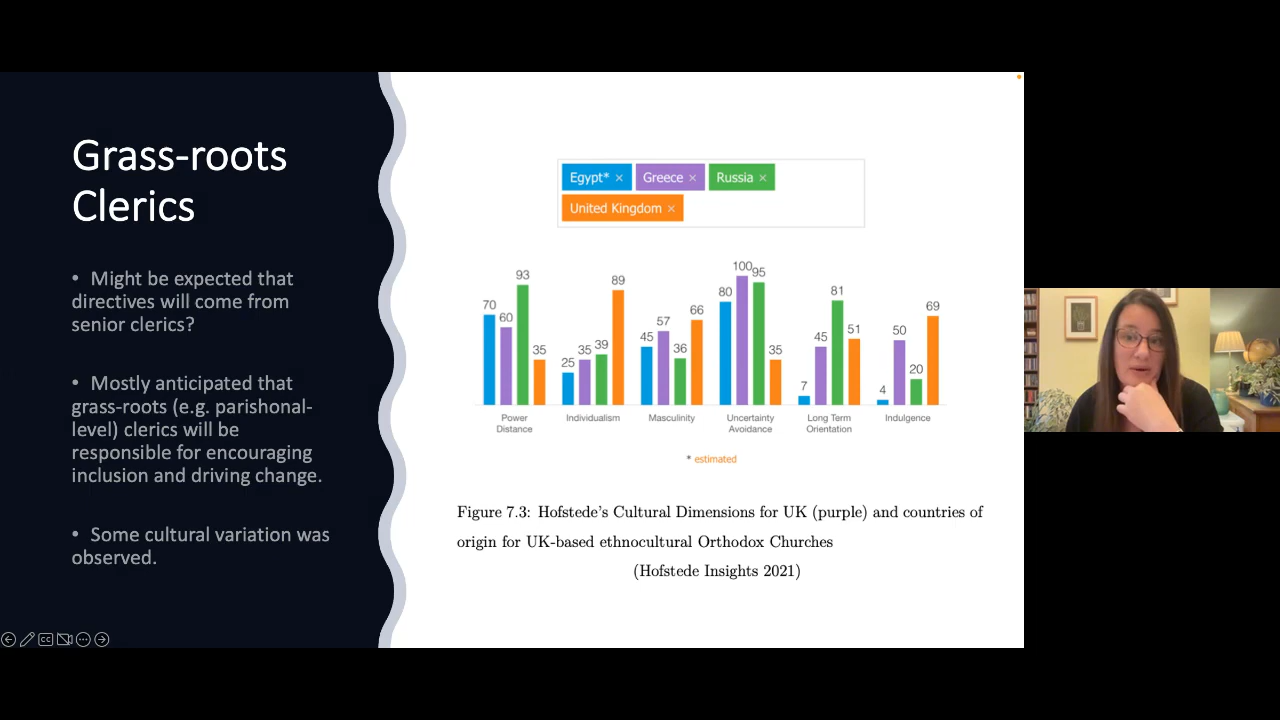 Grass-roots
Clerics
• Might be expected that
directives will come from
senior clerics?
• Mostly anticipated that
grass-roots (e.g. parishonal-
level) clerics will be
responsible for encouraging
inclusion and driving change.
• Some cultural variation was
observed.
Egypt* × Greece × Russia ×
United Kingdom ×
70 60 93 35
25 35 39 89
45 57 36 66
80 100 95 35
7 45 81 51
4 50 20 69
Power
Distance
Individualism
Masculinity
Uncertainty
Avoidance
Long Term
Orientation
Indulgence
* estimated
Figure 7.3: Hofstede's Cultural Dimensions for UK (purple) and countries of
origin for UK-based ethnocultural Orthodox Churches
(Hofstede Insights 2021)
CC